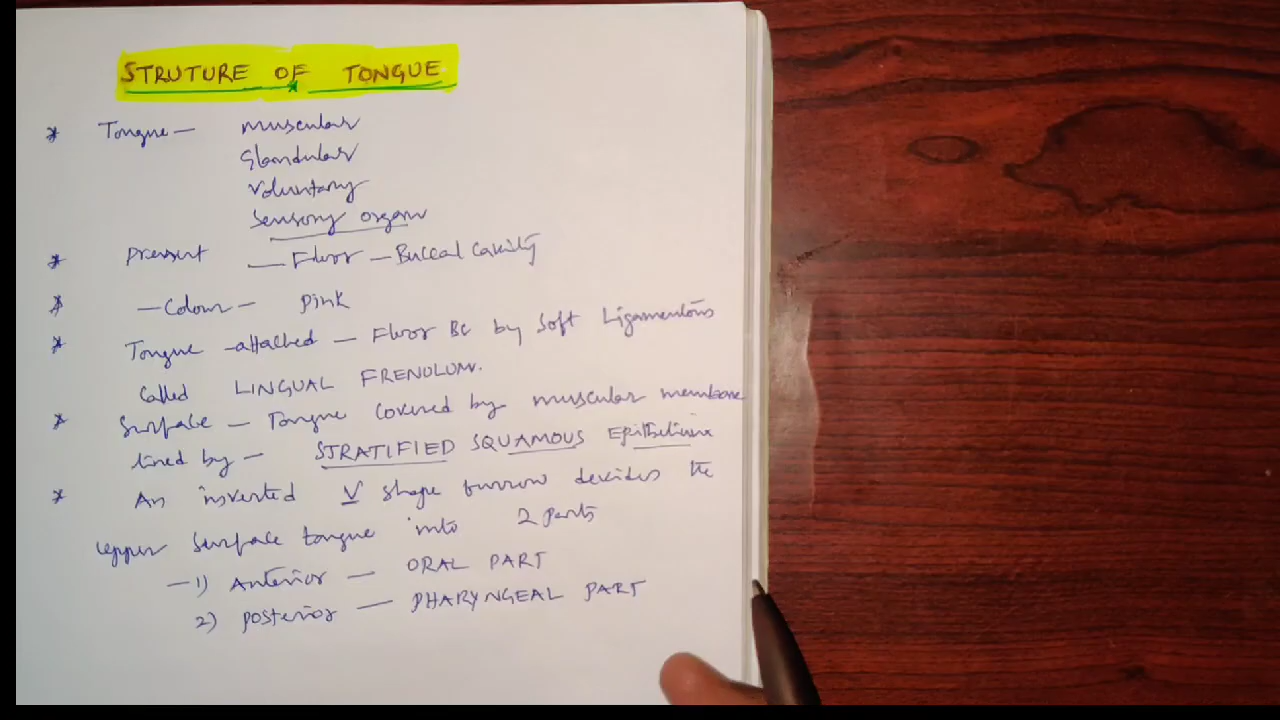 STRUTURE OF TONGUE
* Tongue — muscular
Glandular
Voluntary
Sensory organ
* Present — Floor — Buccal Cavity
* — Colour — Pink
* Tongue - attached — Floor BC by Soft Ligamentous
Called LINGUAL FRENULUM.
* Surface — Tongue covered by muscular membrane
lined by — STRATIFIED SQUAMOUS Epithelium
* An inverted V shape furrow devides the
upper Surface tongue into 2 parts
— 1) Anterior — ORAL PART
2) Posterior — PHARYNGEAL PART